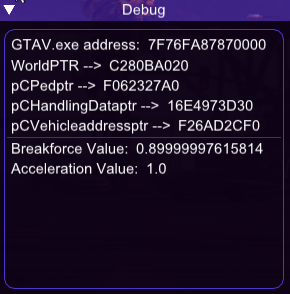 Debug
GTAV.exe address: 7F76FA87870000
WorldPTR --> C280BA020
pCPedptr --> F062327A0
pCHandlingDataptr --> 16E4973D30
pCVehicleaddressptr --> F26AD2CF0
Breakforce Value: 0.89999997615814
Acceleration Value: 1.0